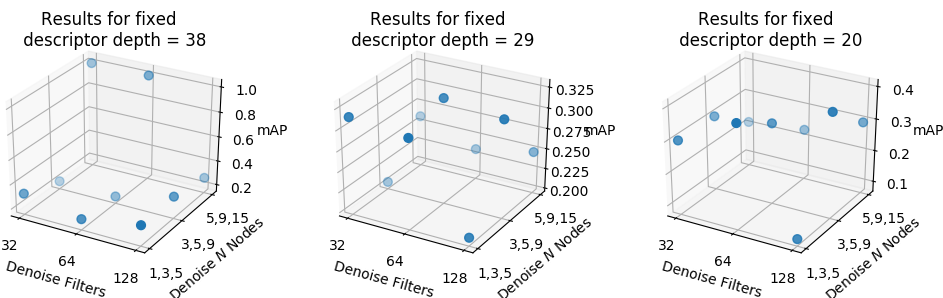 Results for fixed
descriptor depth = 38
1.0
0.8
mAP
0.6
0.4
0.2
5,9,15
3,5,9
1,3,5
32
64
128
Denoise Filters
Denoise N Nodes
Results for fixed
descriptor depth = 29
0.325
0.300
0.275
mAP
0.250
0.225
0.200
5,9,15
3,5,9
1,3,5
32
64
128
Denoise Filters
Denoise N Nodes
Results for fixed
descriptor depth = 20
0.4
0.3
mAP
0.2
0.1
5,9,15
3,5,9
1,3,5
32
64
128
Denoise Filters
Denoise N Nodes